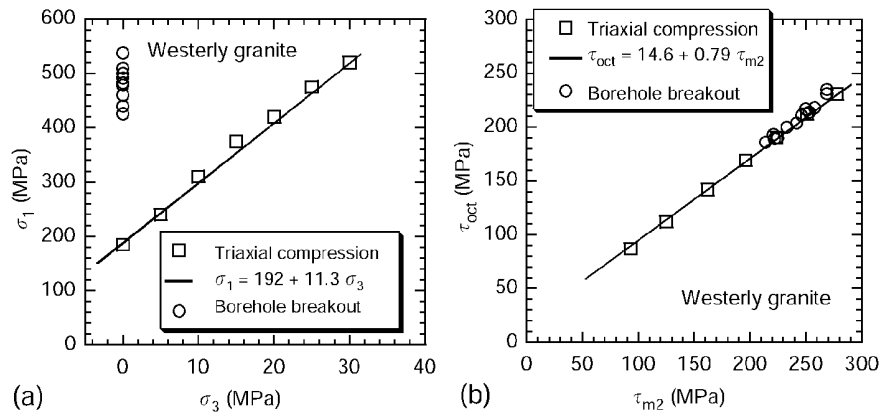 600
500
400
300
200
100
0
σ1 (MPa)
Westerly granite
Triaxial compression
σ1 = 192 + 11.3 σ3
Borehole breakout
0
10
20
30
40
(a)
σ3 (MPa)
300
250
200
150
100
50
0
τoct (MPa)
Triaxial compression
τoct = 14.6 + 0.79 τm2
Borehole breakout
Westerly granite
0
50
100
150
200
250
300
(b)
τm2 (MPa)